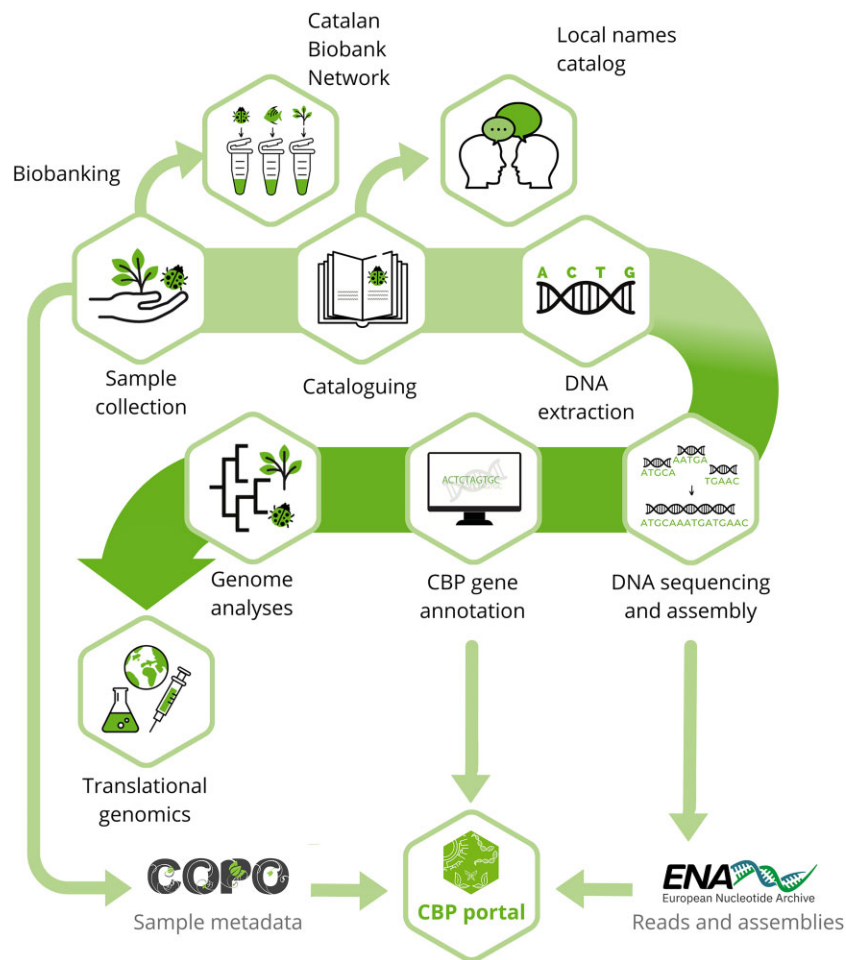 Catalan
Biobank
Network
Local names
catalog
Biobanking
A C T G
Sample
collection
Cataloguing
DNA
extraction
ACTCTAGTGC
AATGA
ATGCA
TGAAC
ATGCAAATGATGAAC
Genome
analyses
CBP gene
annotation
DNA sequencing
and assembly
Translational
genomics
COPO
Sample metadata
CBP portal
ENA
European Nucleotide Archive
Reads and assemblies